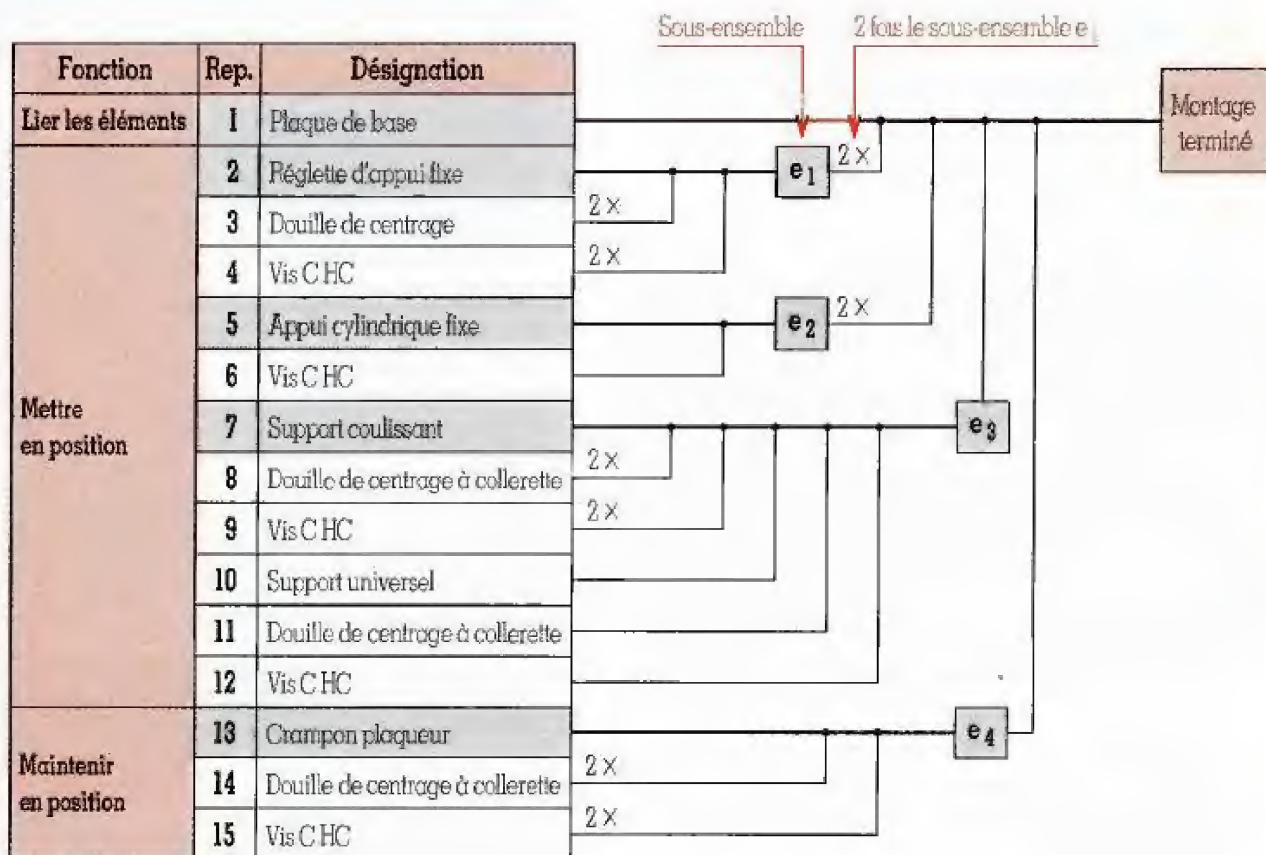 Sous-ensemble 2 fois le sous-ensemble e1
Fonction Rep. Désignation
Montage
terminé
Lier les éléments 1 Plaque de base
2 Réglette d'appui fixe
e1 2×
3 Douille de centrage 2×
4 Vis C HC 2×
5 Appui cylindrique fixe
e2 2×
6 Vis C HC
Mettre
en position
7 Support coulissant
e3
8 Douille de centrage à collerette 2×
9 Vis C HC 2×
10 Support universel
11 Douille de centrage à collerette
12 Vis C HC
Maintenir
en position
13 Crampon plaqueur
e4
14 Douille de centrage à collerette 2×
15 Vis C HC 2×